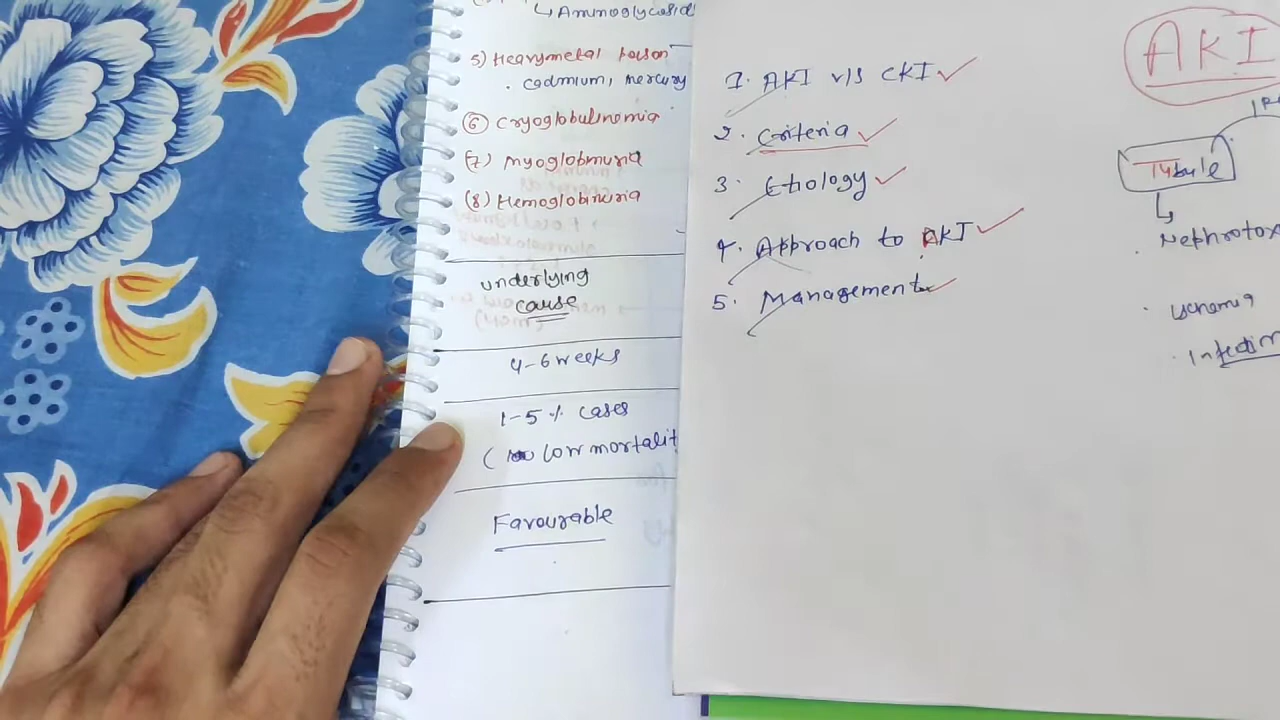 ↳ Aminoglycosid
5) Heavymetal poison
. cadmium, mercury
(6) Cryoglobulinemia
(7) Myoglobinuria
(8) Hemoglobinuria
underlying
cause
4-6 weeks
1-5 % cases
( low mortalit
Favourable
1. AKI v/s CKI ✓
2. Criteria ✓
3. Etiology ✓
4. Approach to AKI ✓
5. Management
AKI
Tubule
↳
. Nephrotox
. Ischemia
. Infection